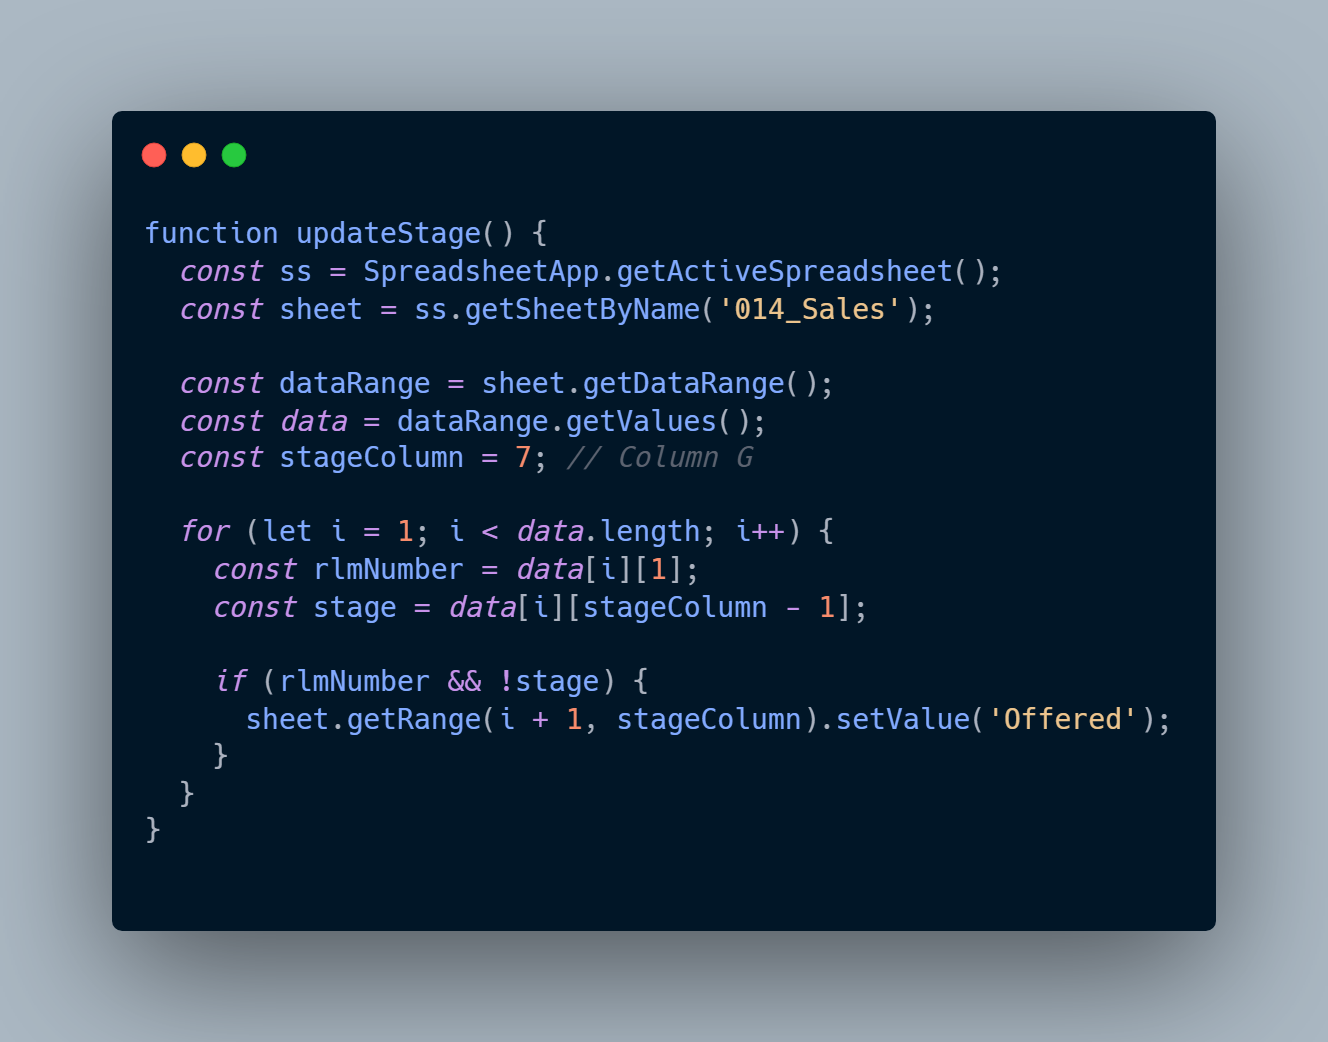 function updateStage() {
  const ss = SpreadsheetApp.getActiveSpreadsheet();
  const sheet = ss.getSheetByName('014_Sales');

  const dataRange = sheet.getDataRange();
  const data = dataRange.getValues();
  const stageColumn = 7; // Column G

  for (let i = 1; i < data.length; i++) {
    const rlmNumber = data[i][1];
    const stage = data[i][stageColumn - 1];

    if (rlmNumber && !stage) {
      sheet.getRange(i + 1, stageColumn).setValue('Offered');
    }
  }
}